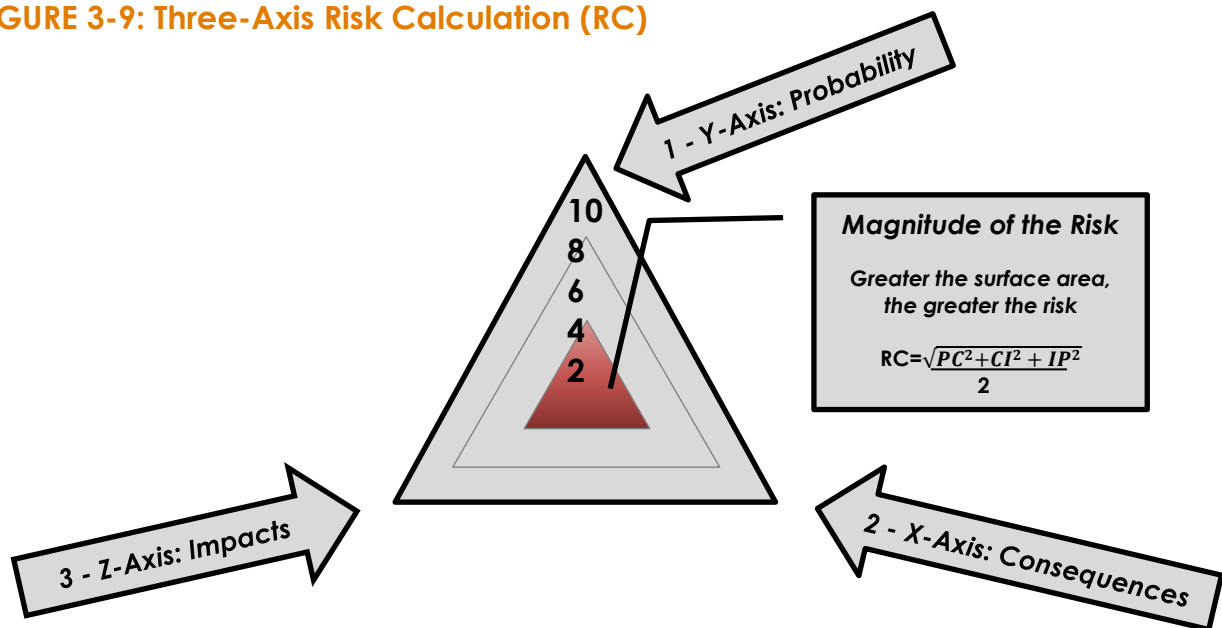 GURE 3-9: Three-Axis Risk Calculation (RC)
1 - Y-Axis: Probability
10
8
6
4
2
Magnitude of the Risk
Greater the surface area,
the greater the risk
RC=√PC²+CI² + IP²
2
3 - Z-Axis: Impacts
2 - X-Axis: Consequences